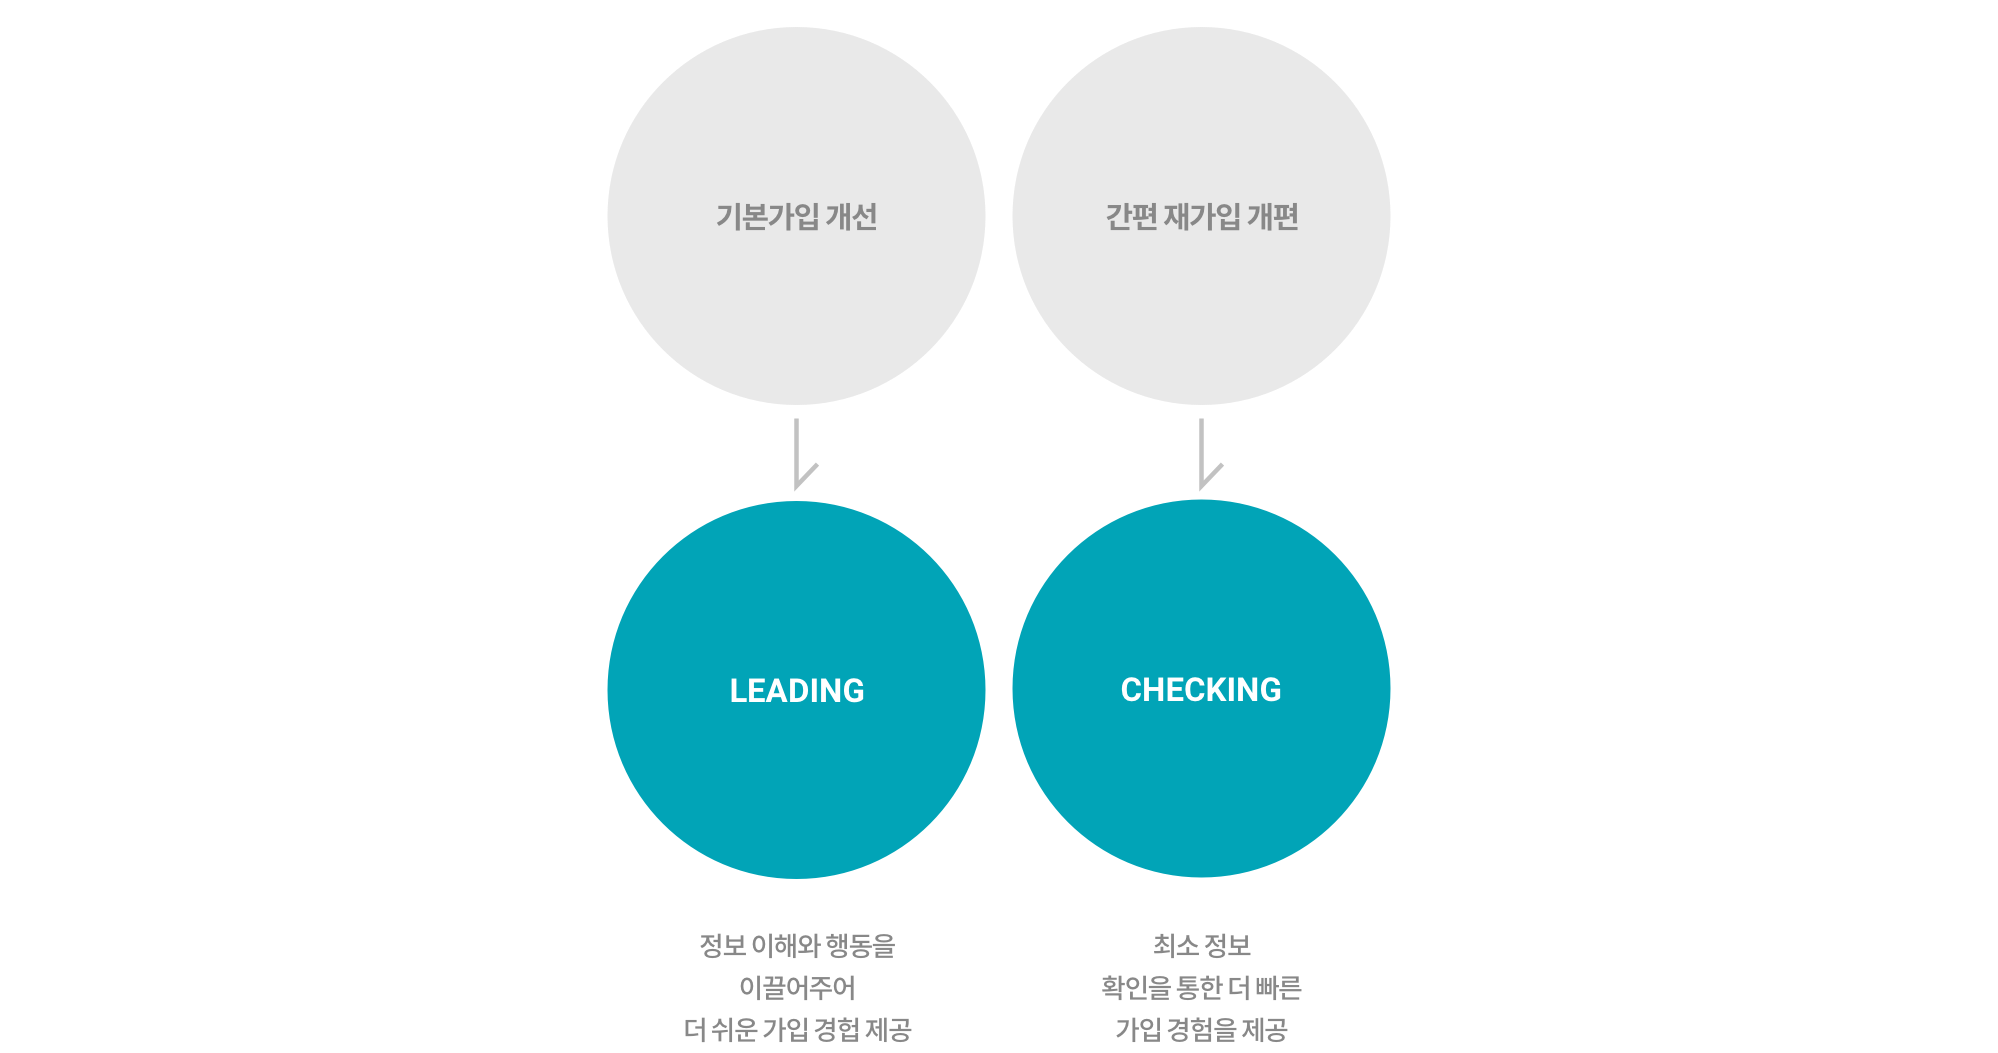 기본가입 개선
간편 재가입 개편
LEADING
CHECKING
정보 이해와 행동을
이끌어주어
더 쉬운 가입 경헙 제공
최소 정보
확인을 통한 더 빠른
가입 경험을 제공